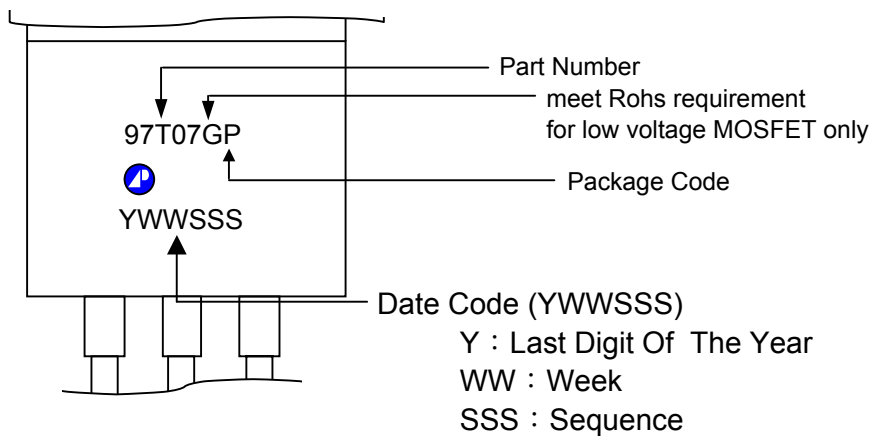 Part Number
meet Rohs requirement
for low voltage MOSFET only
97T07GP
Package Code
YWWSSS
Date Code (YWWSSS)
Y：Last Digit Of The Year
WW：Week
SSS：Sequence